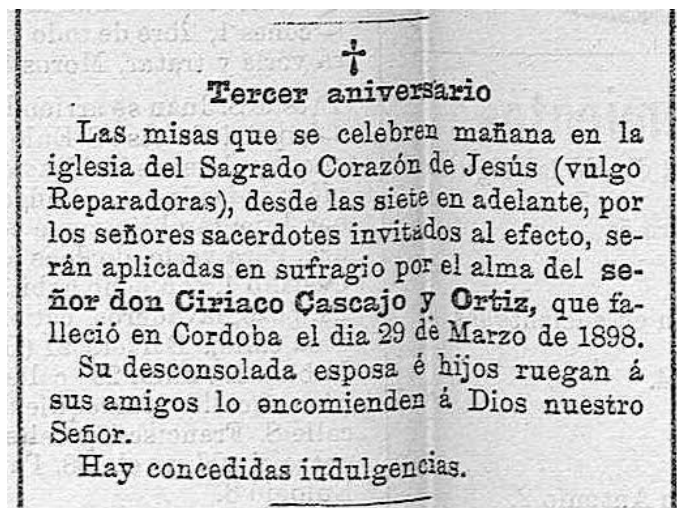 Tercer aniversario
Las misas que se celebren mañana en la
iglesia del Sagrado Corazón de Jesús (vulgo
Reparadoras), desde las siete en adelante, por
los señores sacerdotes invitados al efecto, se-
rán aplicadas en sufragio por el alma del se-
ñor don Ciriaco Cascajo y Ortiz, que fa-
lleció en Cordoba el dia 29 de Marzo de 1898.
Su desconsolada esposa é hijos ruegan á
sus amigos lo encomienden á Dios nuestro
Señor.
Hay concedidas indulgencias.